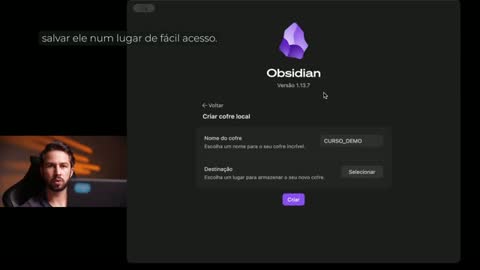 salvar ele num lugar de fácil acesso.
Obsidian
Versão 1.13.7
Voltar
Criar cofre local
Nome do cofre
Escolha um nome para o seu cofre incrível.
CURSO_DEMO
Destinação
Escolha um lugar para armazenar o seu novo cofre.
Selecionar
Criar